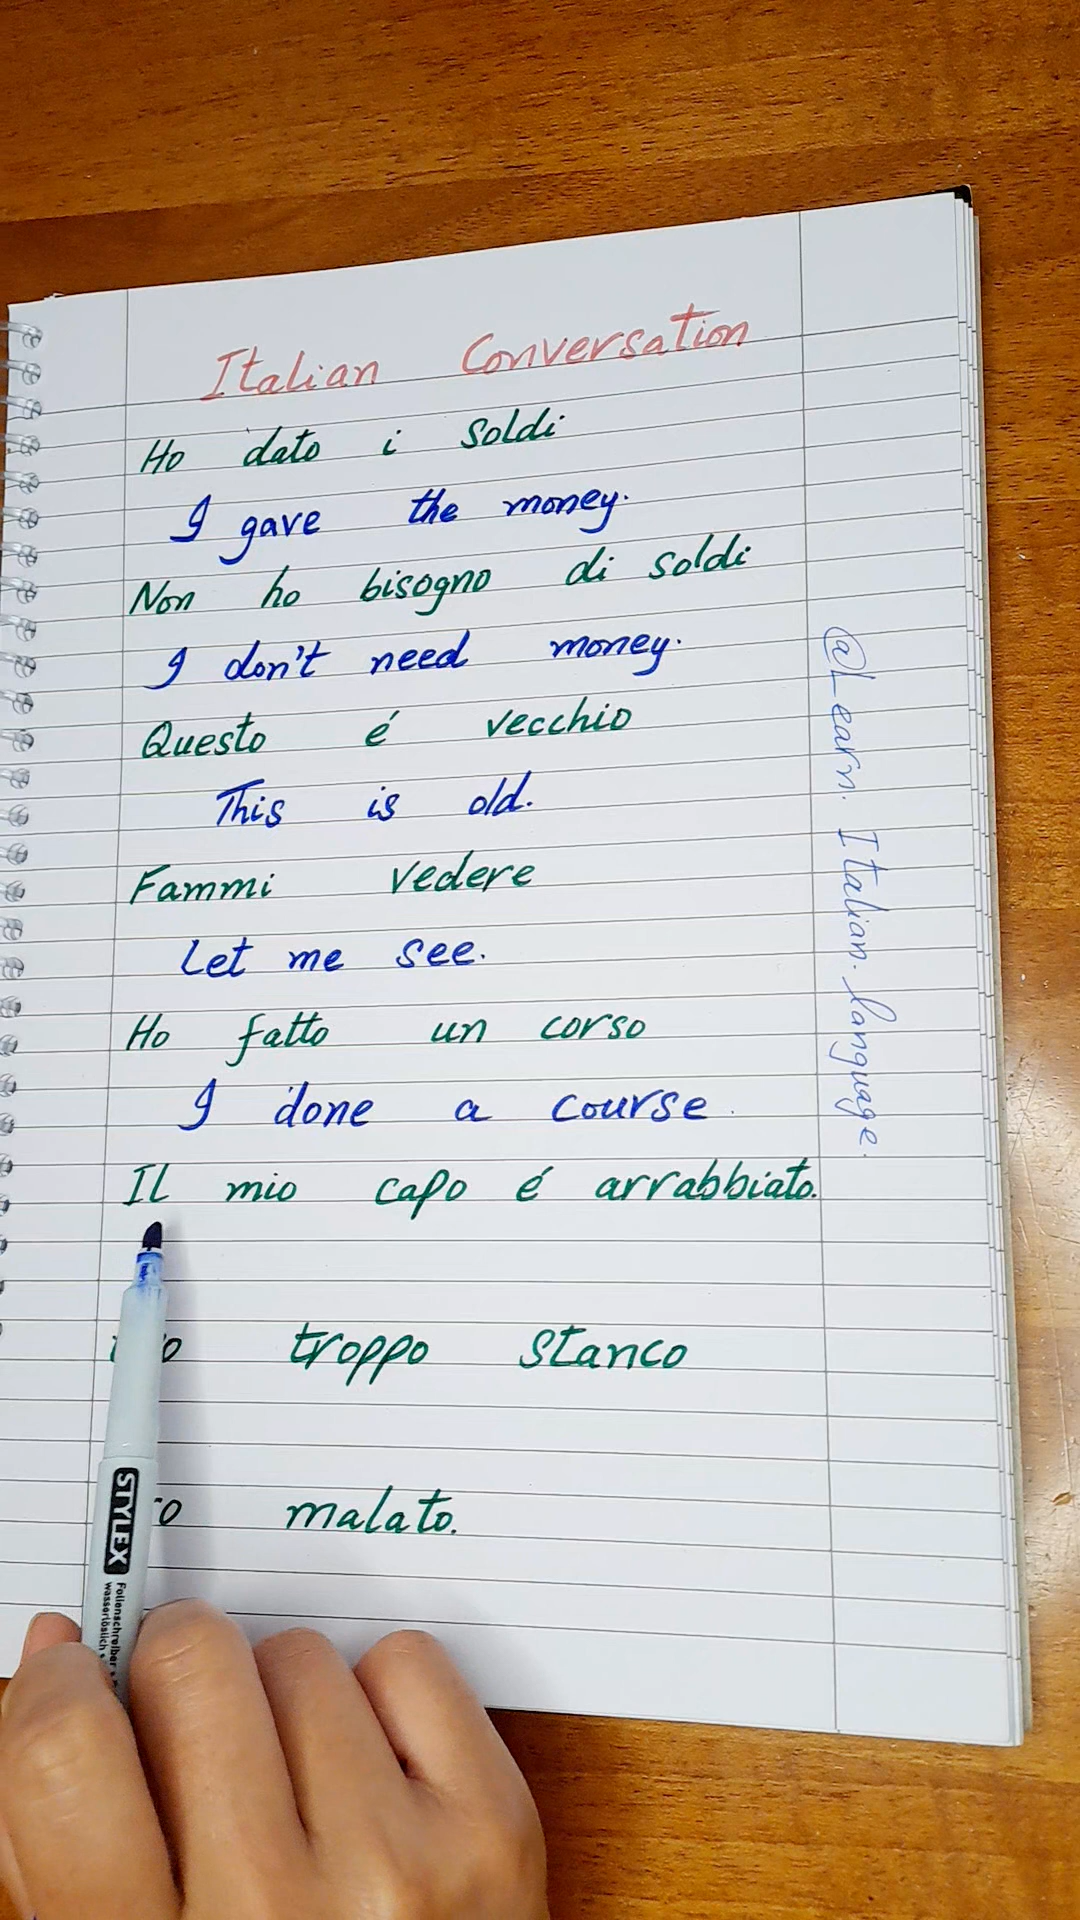 Italian Conversation
Ho dato i soldi
I gave the money.
Non ho bisogno di soldi
I don't need money.
Questo é vecchio
This is old.
Fammi vedere
Let me see.
Ho fatto un corso
I done a course.
Il mio capo é arrabbiato.
troppo stanco
malato.
@Learn. Italian. language.
STYLEX
Folienschreiber
wasserlöslich